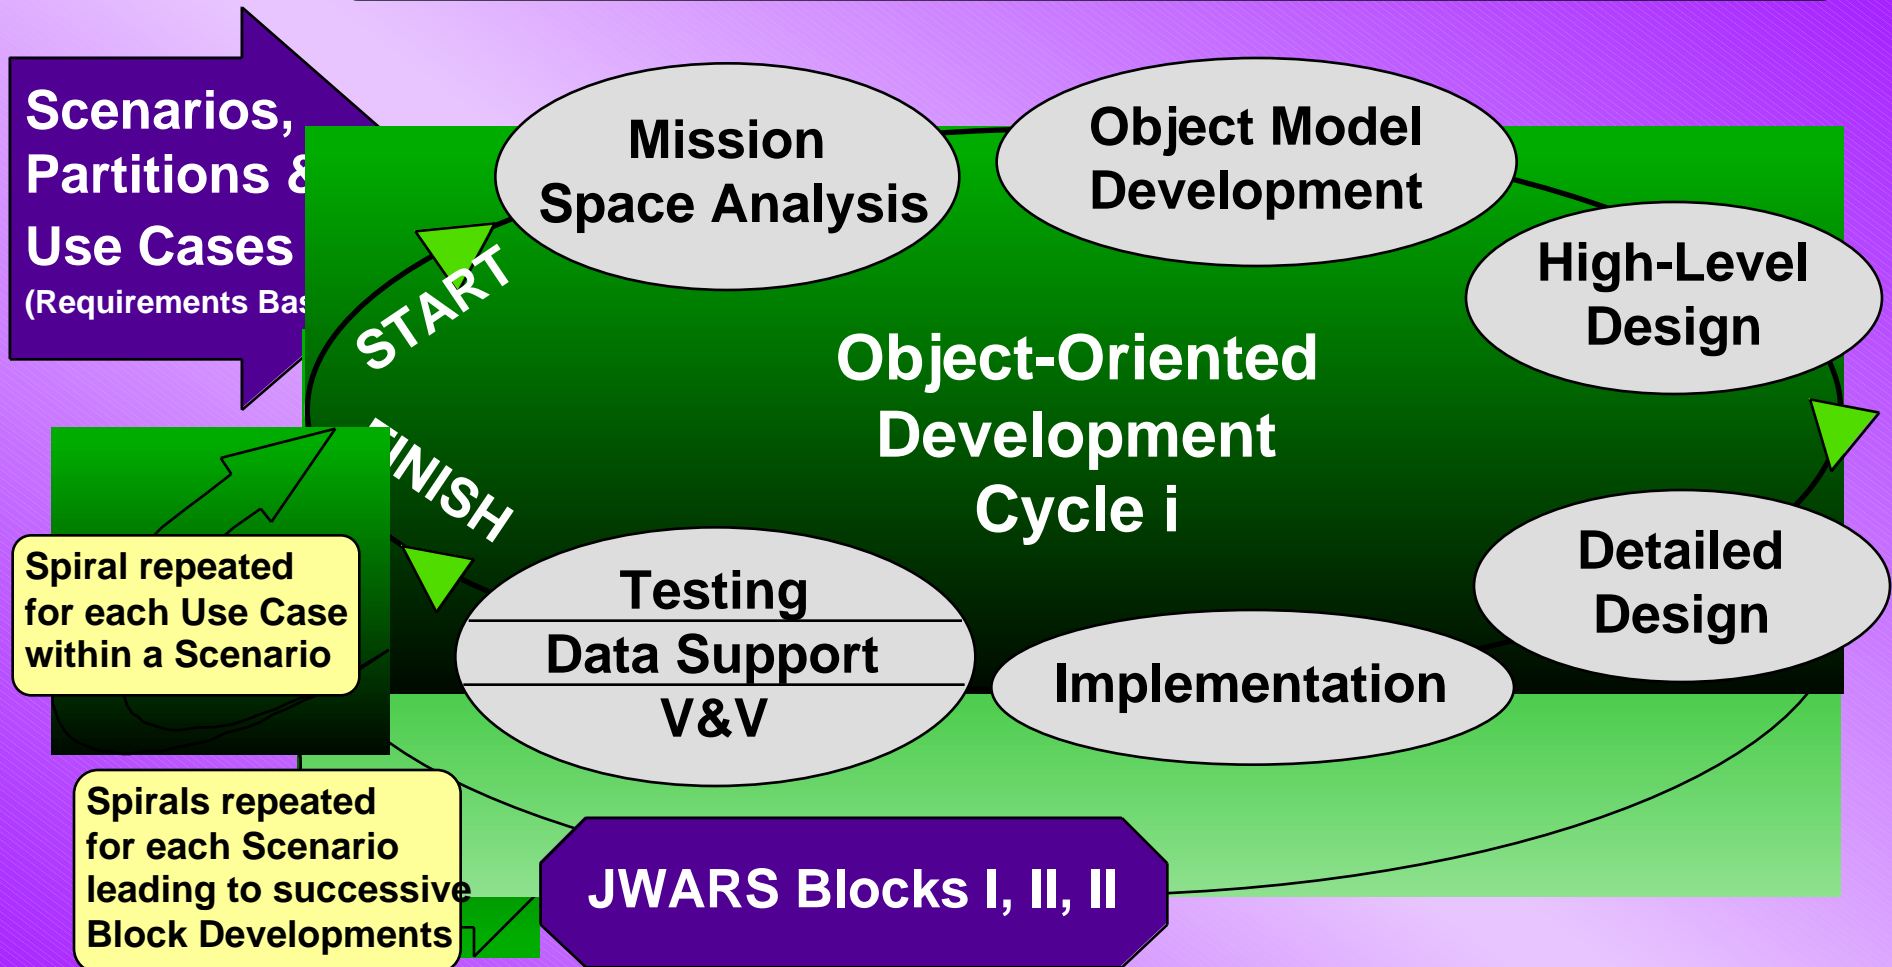 Scenarios,
Partitions &
Use Cases
(Requirements Bas
Mission
Space Analysis
Object Model
Development
High-Level
Design
START
Object-Oriented
Development
Cycle i
FINISH
Detailed
Design
Implementation
Testing
Data Support
V&V
Spiral repeated
for each Use Case
within a Scenario
Spirals repeated
for each Scenario
leading to successive
Block Developments
JWARS Blocks I, II, II